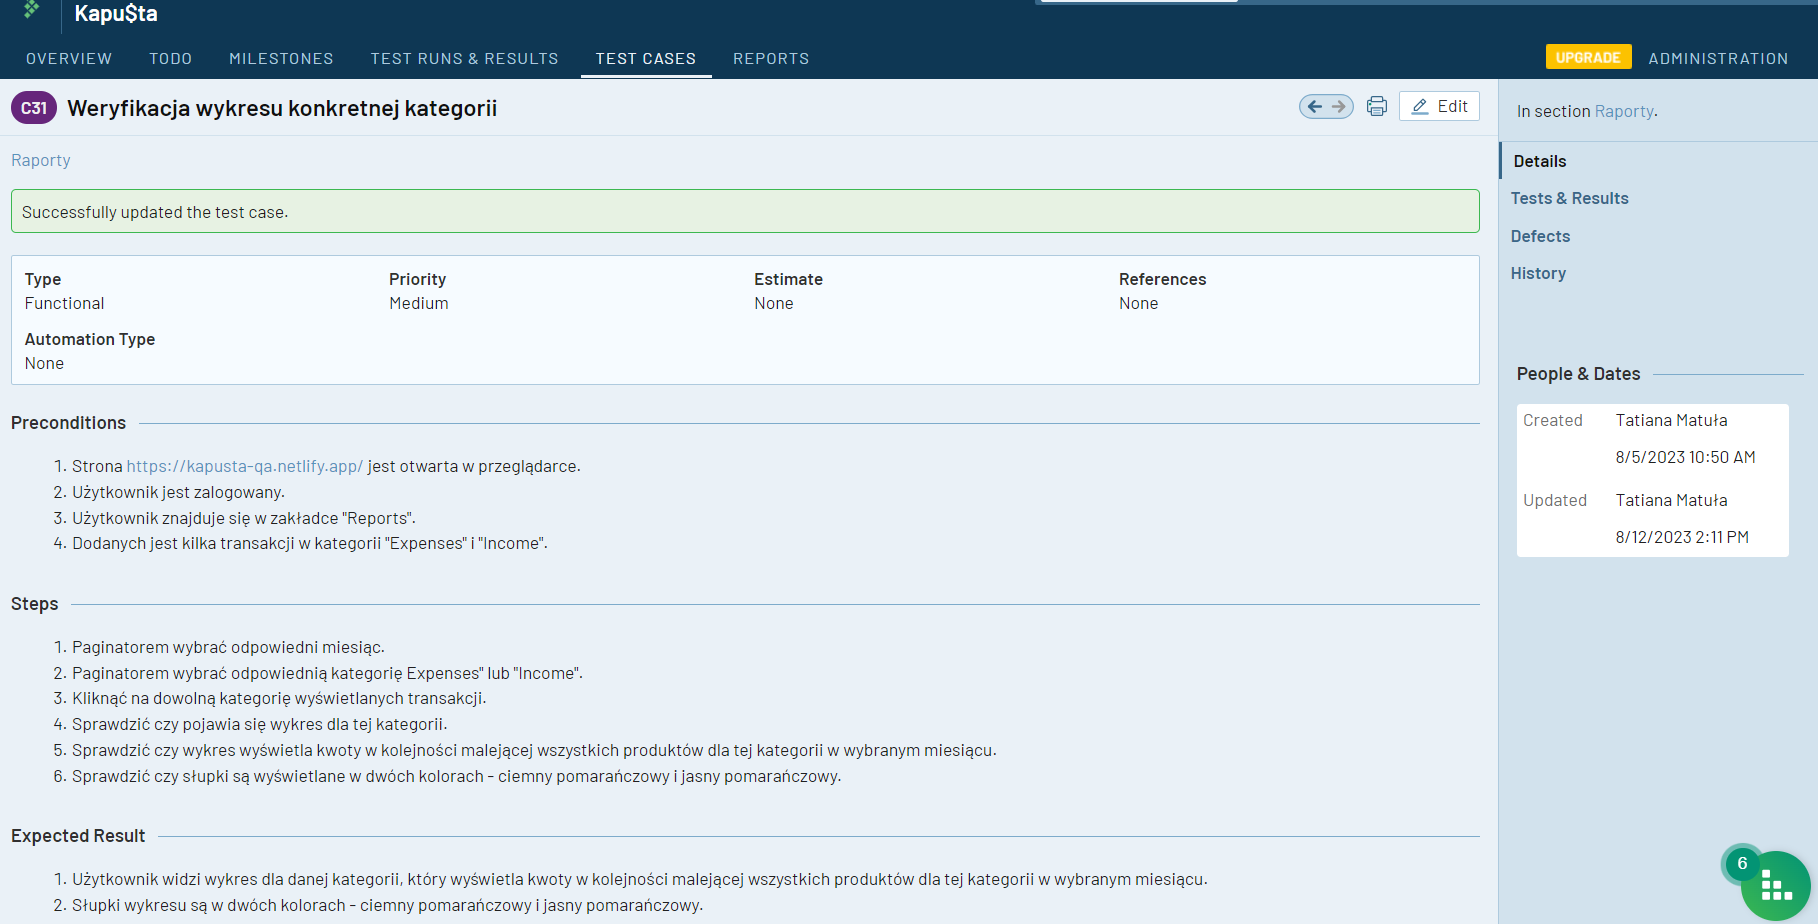 Kapu$ta
OVERVIEW TODO MILESTONES TEST RUNS & RESULTS TEST CASES REPORTS UPGRADE ADMINISTRATION
C31 Weryfikacja wykresu konkretnej kategorii
Edit
In section Raporty.
Raporty
Successfully updated the test case.
Type Priority Estimate References
Functional Medium None None
Automation Type
None
Details
Tests & Results
Defects
History
People & Dates
Created Tatiana Matuła
8/5/2023 10:50 AM
Updated Tatiana Matuła
8/12/2023 2:11 PM
Preconditions
1. Strona https://kapusta-qa.netlify.app/ jest otwarta w przeglądarce.
2. Użytkownik jest zalogowany.
3. Użytkownik znajduje się w zakładce "Reports".
4. Dodanych jest kilka transakcji w kategorii "Expenses" i "Income".
Steps
1. Paginatorem wybrać odpowiedni miesiąc.
2. Paginatorem wybrać odpowiednią kategorię Expenses" lub "Income".
3. Kliknąć na dowolną kategorię wyświetlanych transakcji.
4. Sprawdzić czy pojawia się wykres dla tej kategorii.
5. Sprawdzić czy wykres wyświetla kwoty w kolejności malejącej wszystkich produktów dla tej kategorii w wybranym miesiącu.
6. Sprawdzić czy słupki są wyświetlane w dwóch kolorach - ciemny pomarańczowy i jasny pomarańczowy.
Expected Result
1. Użytkownik widzi wykres dla danej kategorii, który wyświetla kwoty w kolejności malejącej wszystkich produktów dla tej kategorii w wybranym miesiącu.
2. Słupki wykresu są w dwóch kolorach - ciemny pomarańczowy i jasny pomarańczowy.
6